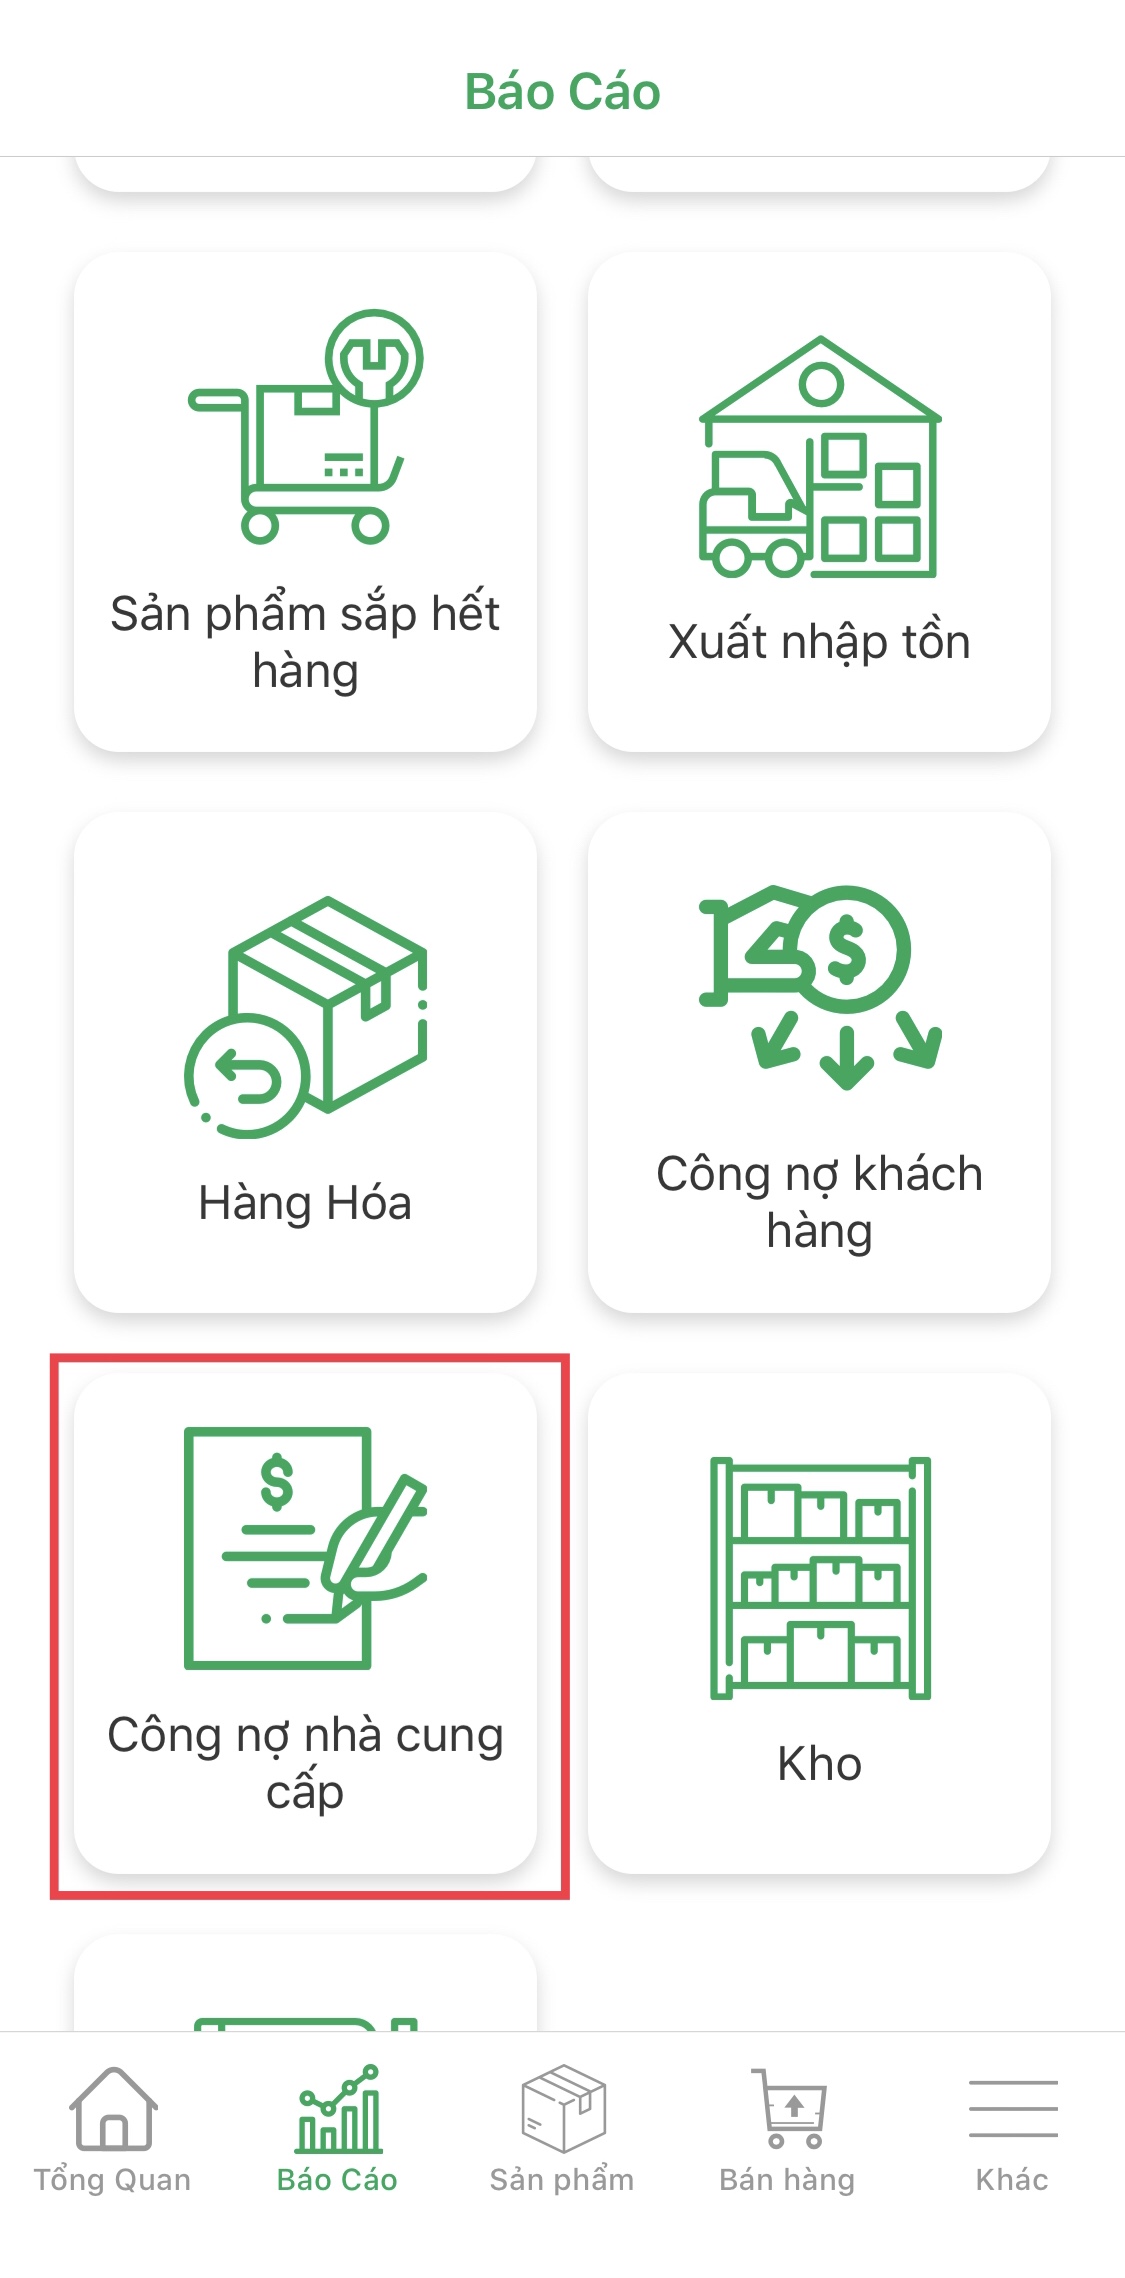 Báo Cáo
Sản phẩm sắp hết
hàng
Xuất nhập tồn
Hàng Hóa
Công nợ khách
hàng
Công nợ nhà cung
cấp
Kho
Tổng Quan
Báo Cáo
Sản phẩm
Bán hàng
Khác